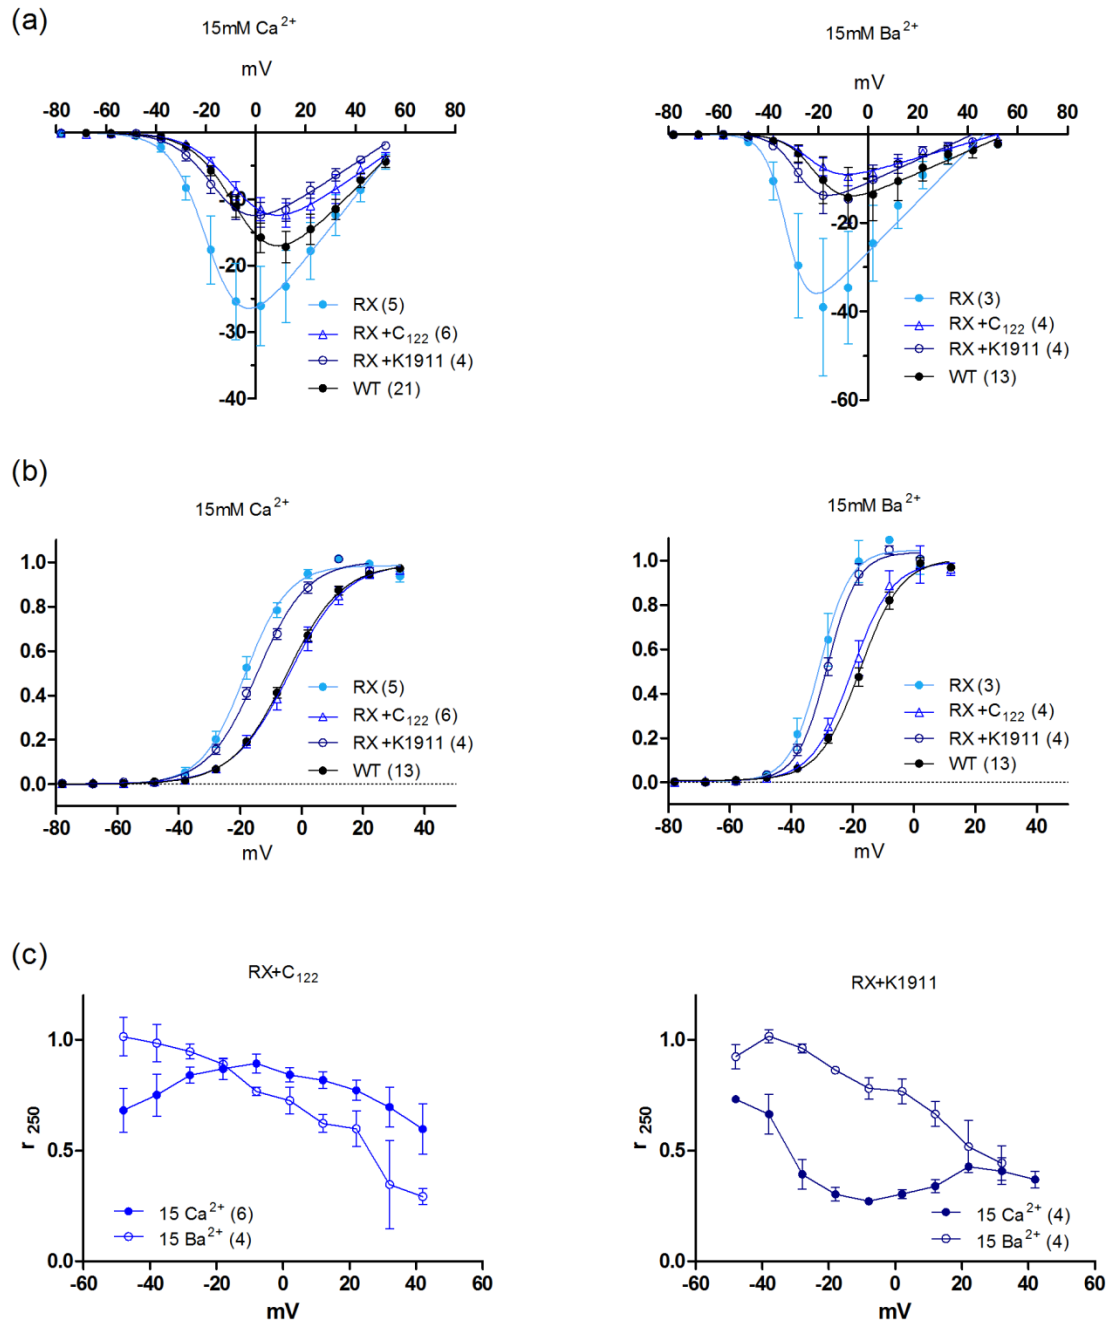 (a)
15mM Ca2+
mV
-80 -60 -40 -20 0 20 40 60 80
-10
-20
-30
-40
RX (5)
RX +C122 (6)
RX +K1911 (4)
WT (21)
15mM Ba2+
mV
-80 -60 -40 -20 0 20 40 60 80
-20
-40
-60
RX (3)
RX +C122 (4)
RX +K1911 (4)
WT (13)
(b)
15mM Ca2+
1.0
0.8
0.6
0.4
0.2
0.0
-80 -60 -40 -20 0 20 40
mV
RX (5)
RX +C122 (6)
RX +K1911 (4)
WT (13)
15mM Ba2+
1.0
0.8
0.6
0.4
0.2
0.0
-80 -60 -40 -20 0 20 40
mV
RX (3)
RX +C122 (4)
RX +K1911 (4)
WT (13)
(c)
RX+C122
r250
1.0
0.5
0.0
-60 -40 -20 0 20 40 60
mV
15 Ca2+ (6)
15 Ba2+ (4)
RX+K1911
r250
1.0
0.5
0.0
-60 -40 -20 0 20 40 60
mV
15 Ca2+ (4)
15 Ba2+ (4)